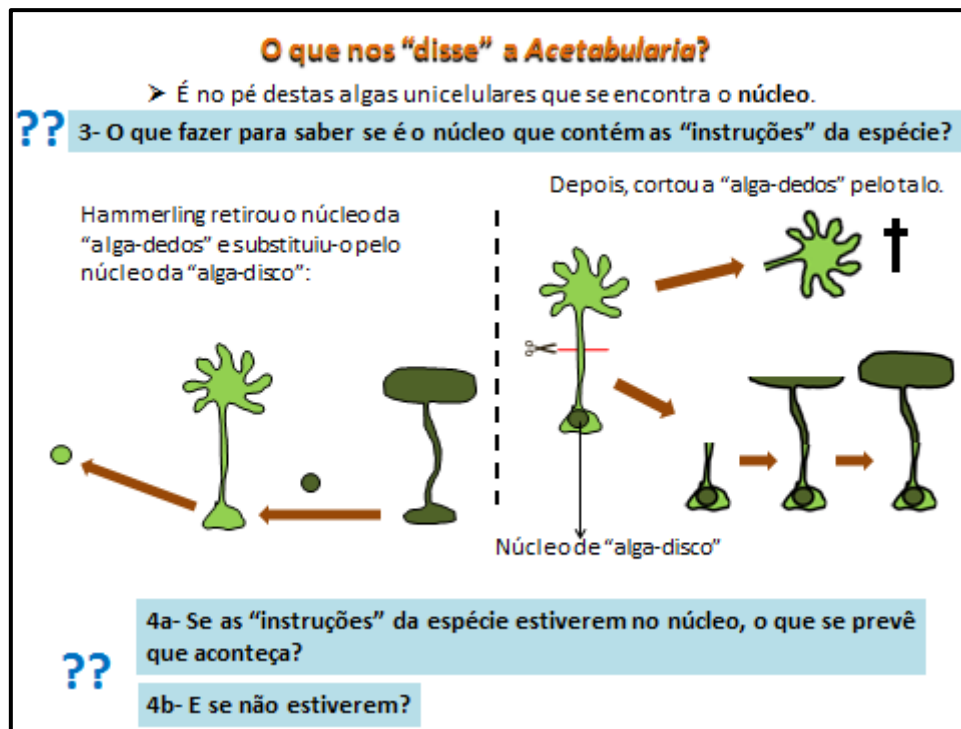 O que nos “disse” a Acetabularia?
➤ É no pé destas algas unicelulares que se encontra o núcleo.
?? 3- O que fazer para saber se é o núcleo que contém as “instruções” da espécie?
Hammerling retirou o núcleo da
“alga-dedos” e substituiu-o pelo
núcleo da “alga-disco”:
Depois, cortou a “alga-dedos” pelo talo.
Núcleo de “alga-disco”
??
4a- Se as “instruções” da espécie estiverem no núcleo, o que se prevê
que aconteça?
4b- E se não estiverem?